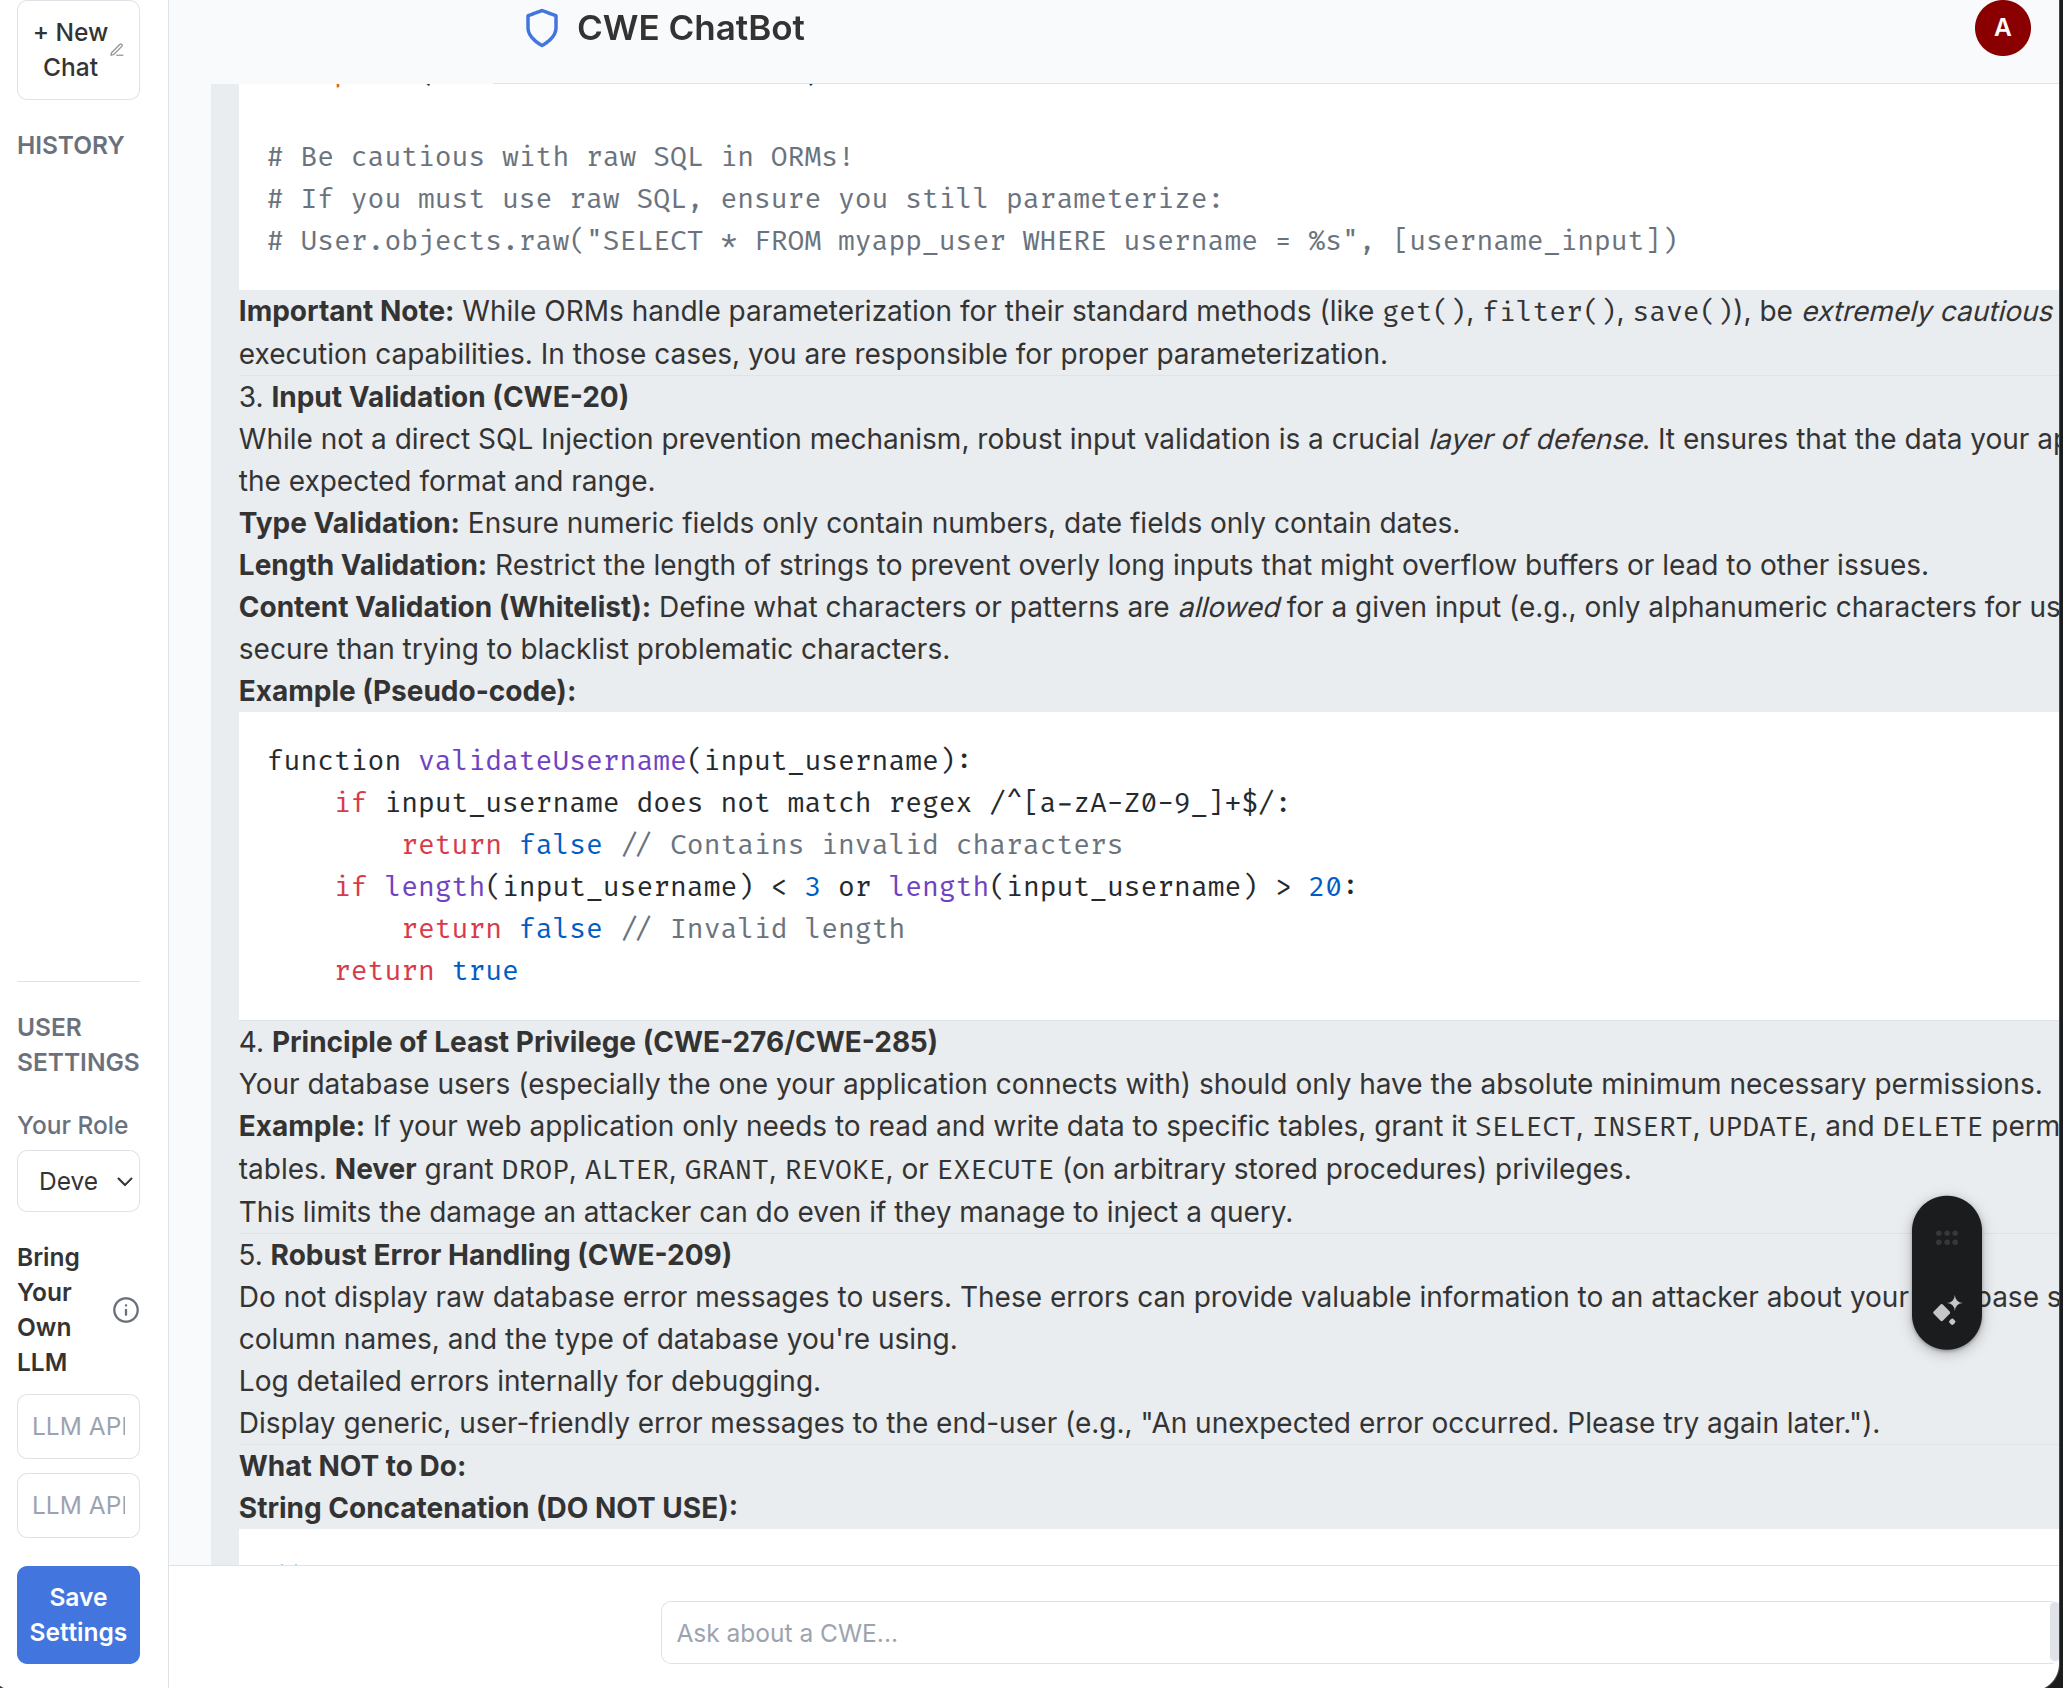 + New
Chat
HISTORY
USER
SETTINGS
Your Role
Deve
Bring
Your
Own
LLM
LLM API
LLM API
Save
Settings
CWE ChatBot
A
# Be cautious with raw SQL in ORMs!
# If you must use raw SQL, ensure you still parameterize:
# User.objects.raw("SELECT * FROM myapp_user WHERE username = %s", [username_input])
Important Note: While ORMs handle parameterization for their standard methods (like get(), filter(), save()), be extremely cautious
execution capabilities. In those cases, you are responsible for proper parameterization.
3. Input Validation (CWE-20)
While not a direct SQL Injection prevention mechanism, robust input validation is a crucial layer of defense. It ensures that the data your
the expected format and range.
Type Validation: Ensure numeric fields only contain numbers, date fields only contain dates.
Length Validation: Restrict the length of strings to prevent overly long inputs that might overflow buffers or lead to other issues.
Content Validation (Whitelist): Define what characters or patterns are allowed for a given input (e.g., only alphanumeric characters for us
secure than trying to blacklist problematic characters.
Example (Pseudo-code):
function validateUsername(input_username):
if input_username does not match regex /^[a-zA-Z0-9_]+$/:
return false // Contains invalid characters
if length(input_username) < 3 or length(input_username) > 20:
return false // Invalid length
return true
4. Principle of Least Privilege (CWE-276/CWE-285)
Your database users (especially the one your application connects with) should only have the absolute minimum necessary permissions.
Example: If your web application only needs to read and write data to specific tables, grant it SELECT, INSERT, UPDATE, and DELETE perm
tables. Never grant DROP, ALTER, GRANT, REVOKE, or EXECUTE (on arbitrary stored procedures) privileges.
This limits the damage an attacker can do even if they manage to inject a query.
5. Robust Error Handling (CWE-209)
Do not display raw database error messages to users. These errors can provide valuable information to an attacker about your base s
column names, and the type of database you're using.
Log detailed errors internally for debugging.
Display generic, user-friendly error messages to the end-user (e.g., "An unexpected error occurred. Please try again later.").
What NOT to Do:
String Concatenation (DO NOT USE):
Ask about a CWE...